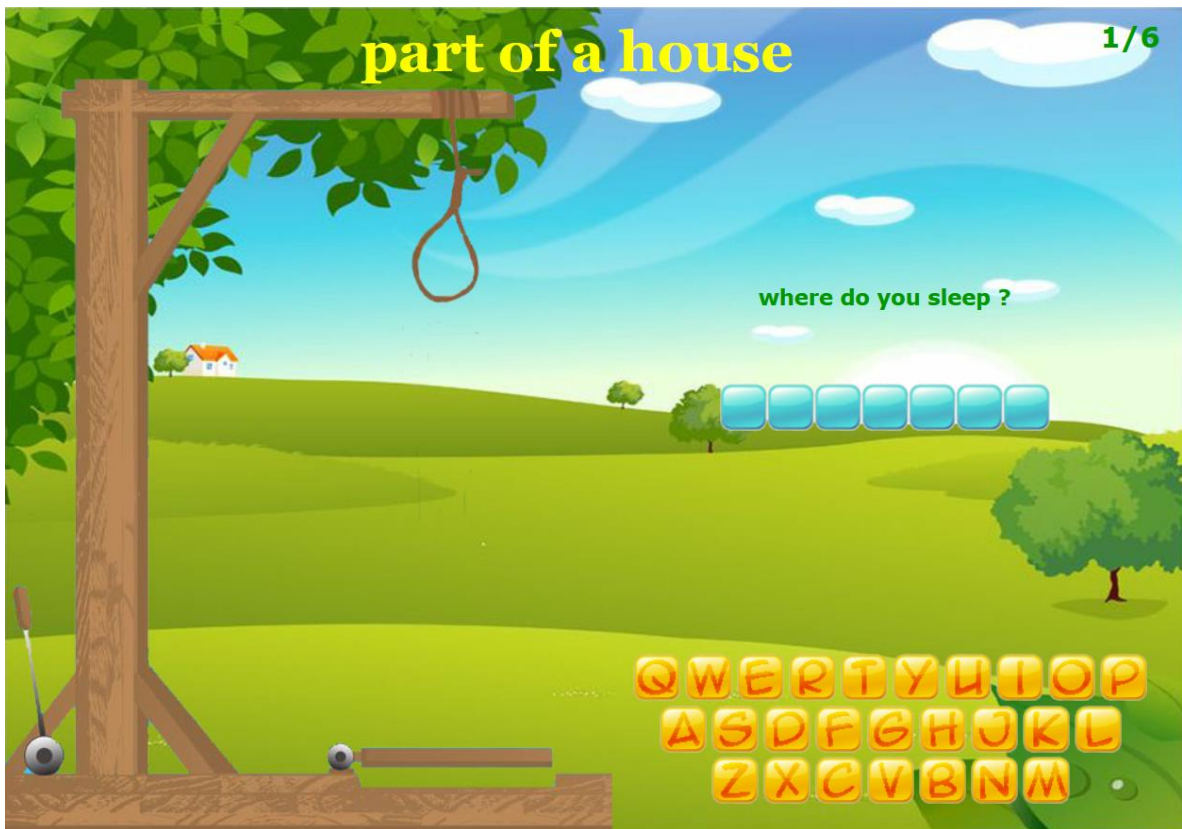 part of a house
1/6
where do you sleep ?
Q W E R T Y U I O P
A S D F G H J K L
Z X C V B N M